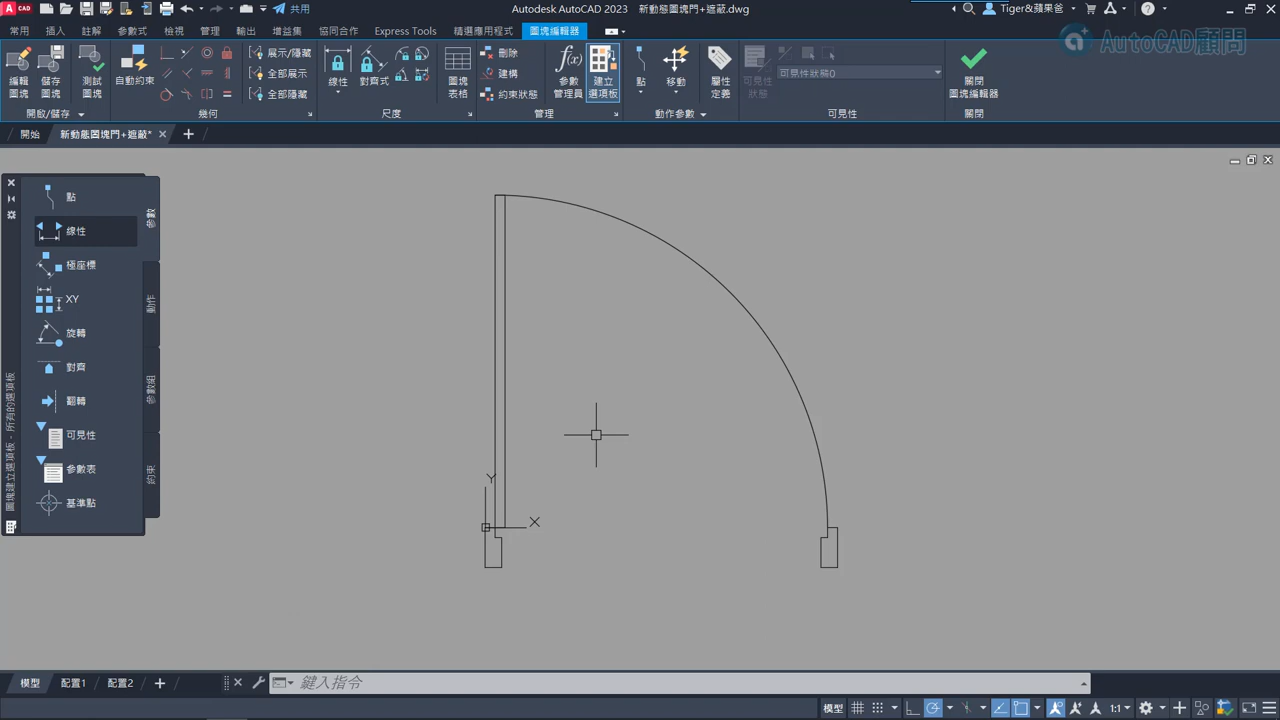 CAD
共用
Autodesk AutoCAD 2023 新動態圖塊門+遮蔽.dwg
Tiger&蘋果爸
常用 插入 註解 參數式 檢視 管理 輸出 增益集 協同合作 Express Tools 精選應用程式 圖塊編輯器
AutoCAD顧問
編輯圖塊
儲存圖塊
測試圖塊
自動約束
展示/隱藏
全部展示
全部隱藏
線性
對齊式
圖塊表格
刪除
建構
約束狀態
參數管理員
建立選項板
點
移動
屬性定義
可見性狀態
可見性狀態0
關閉圖塊編輯器
開啟/儲存 幾何 尺度 管理 動作參數 可見性 關閉
開始 新動態圖塊門+遮蔽*
點
線性
極座標
XY
旋轉
對齊
翻轉
可見性
參數表
基準點
參數
動作
參數組
約束
圖塊建立選項板 - 所有的選項板
Y
X
模型 配置1 配置2
鍵入指令
模型
1:1